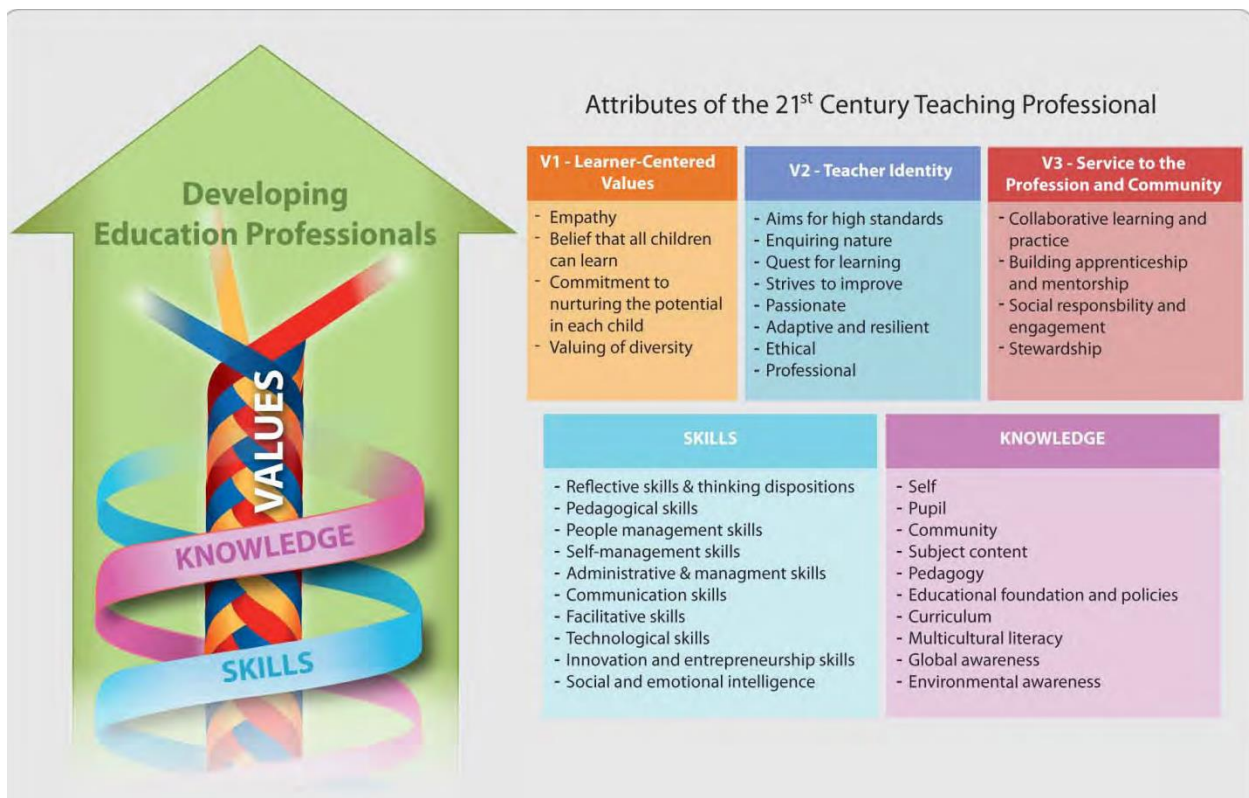 Developing
Education Professionals
VALUES
KNOWLEDGE
SKILLS
Attributes of the 21st Century Teaching Professional
V1 - Learner-Centered
Values
- Empathy
- Belief that all children
can learn
- Commitment to
nurturing the potential
in each child
- Valuing of diversity
V2 - Teacher Identity
- Aims for high standards
- Enquiring nature
- Quest for learning
- Strives to improve
- Passionate
- Adaptive and resilient
- Ethical
- Professional
V3 - Service to the
Profession and Community
- Collaborative learning and
practice
- Building apprenticeship
and mentorship
- Social responsbility and
engagement
- Stewardship
SKILLS
- Reflective skills & thinking dispositions
- Pedagogical skills
- People management skills
- Self-management skills
- Administrative & managment skills
- Communication skills
- Facilitative skills
- Technological skills
- Innovation and entrepreneurship skills
- Social and emotional intelligence
KNOWLEDGE
- Self
- Pupil
- Community
- Subject content
- Pedagogy
- Educational foundation and policies
- Curriculum
- Multicultural literacy
- Global awareness
- Environmental awareness